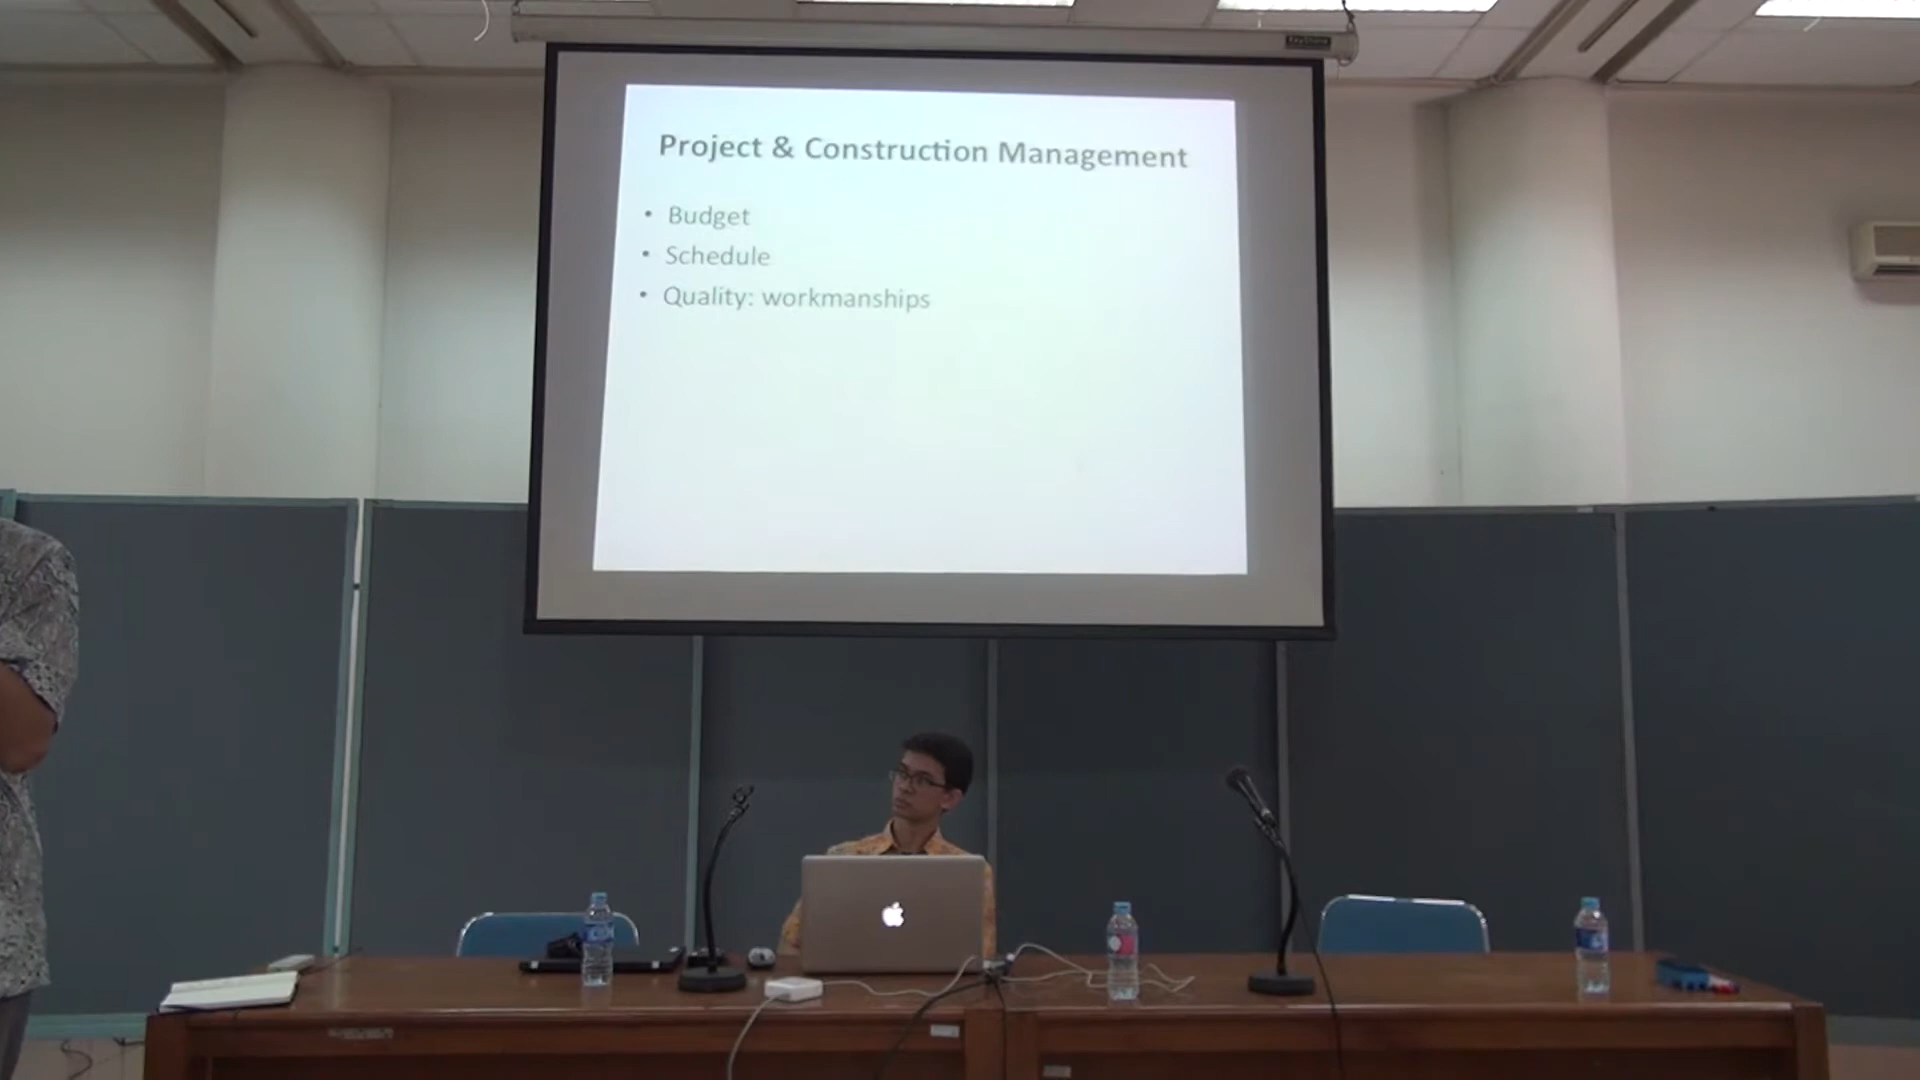 Project & Construction Management
• Budget
• Schedule
• Quality: workmanships